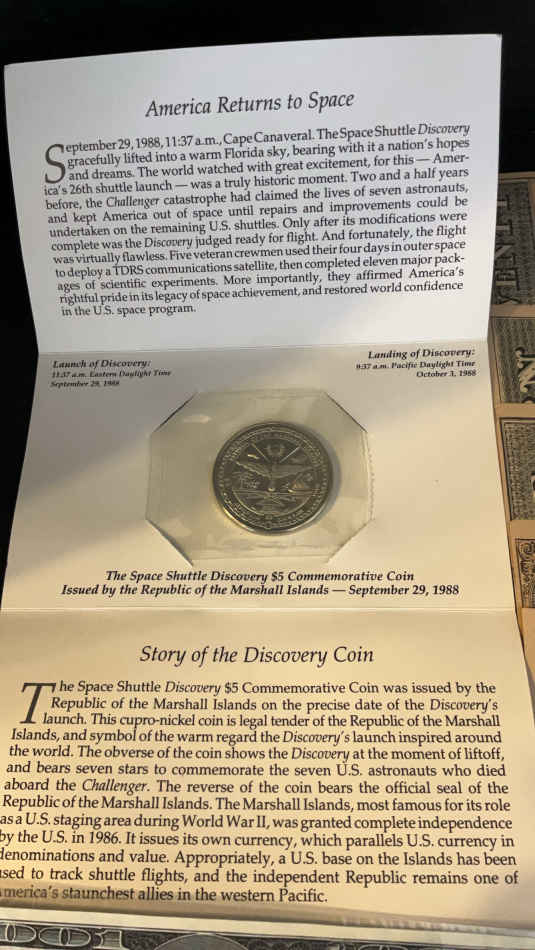 America Returns to Space
September 29, 1988, 11:37 a.m., Cape Canaveral. The Space Shuttle Discovery
gracefully lifted into a warm Florida sky, bearing with it a nation's hopes
and dreams. The world watched with great excitement, for this — Amer-
ica's 26th shuttle launch — was a truly historic moment. Two and a half years
before, the Challenger catastrophe had claimed the lives of seven astronauts,
and kept America out of space until repairs and improvements could be
undertaken on the remaining U.S. shuttles. Only after its modifications were
complete was the Discovery judged ready for flight. And fortunately, the flight
was virtually flawless. Five veteran crewmen used their four days in outer space
to deploy a TDRS communications satellite, then completed eleven major pack-
ages of scientific experiments. More importantly, they affirmed America's
rightful pride in its legacy of space achievement, and restored world confidence
in the U.S. space program.
Launch of Discovery:
11:37 a.m. Eastern Daylight Time
September 29, 1988
Landing of Discovery:
9:37 a.m. Pacific Daylight Time
October 3, 1988
The Space Shuttle Discovery $5 Commemorative Coin
Issued by the Republic of the Marshall Islands — September 29, 1988
Story of the Discovery Coin
The Space Shuttle Discovery $5 Commemorative Coin was issued by the
Republic of the Marshall Islands on the precise date of the Discovery's
launch. This cupro-nickel coin is legal tender of the Republic of the Marshall
Islands, and symbol of the warm regard the Discovery's launch inspired around
the world. The obverse of the coin shows the Discovery at the moment of liftoff,
and bears seven stars to commemorate the seven U.S. astronauts who died
aboard the Challenger. The reverse of the coin bears the official seal of the
Republic of the Marshall Islands. The Marshall Islands, most famous for its role
as a U.S. staging area during World War II, was granted complete independence
by the U.S. in 1986. It issues its own currency, which parallels U.S. currency in
denominations and value. Appropriately, a U.S. base on the Islands has been
used to track shuttle flights, and the independent Republic remains one of
America's staunchest allies in the western Pacific.